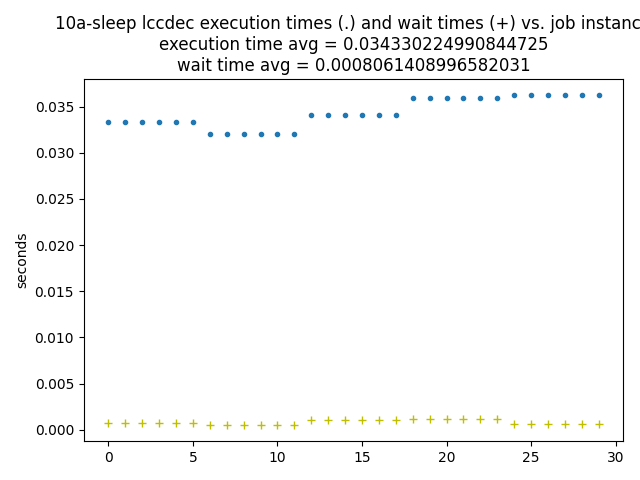 10a-sleep lccdec execution times (.) and wait times (+) vs. job instanc
execution time avg = 0.034330224990844725
wait time avg = 0.0008061408996582031
0.035
0.030
0.025
0.020
0.015
0.010
0.005
0.000
seconds
0 5 10 15 20 25 30